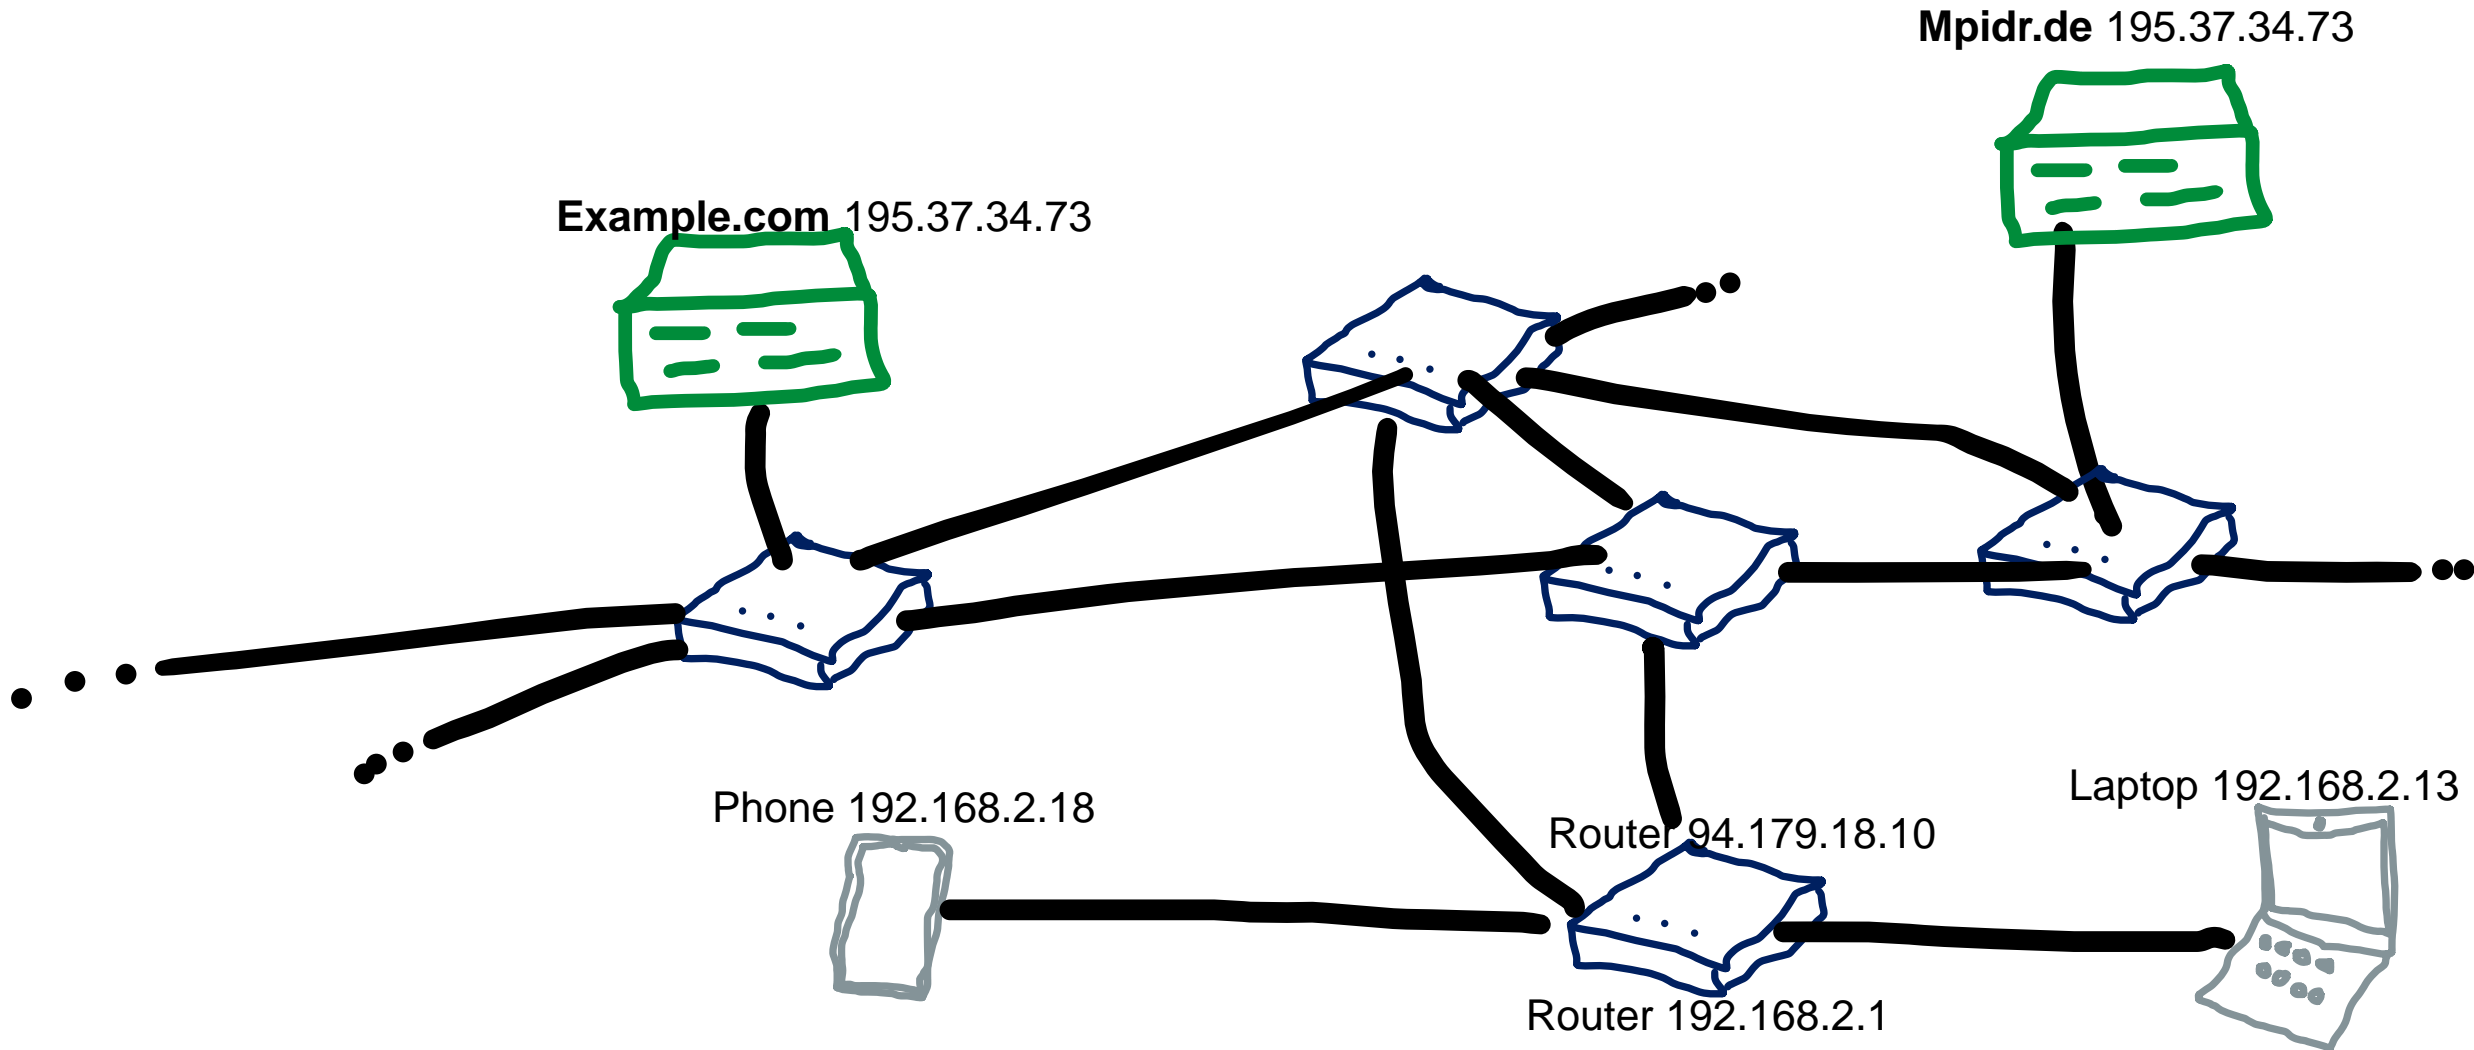 Mpidr.de 195.37.34.73
Example.com 195.37.34.73
Laptop 192.168.2.13
Phone 192.168.2.18
Router 94.179.18.10
Router 192.168.2.1